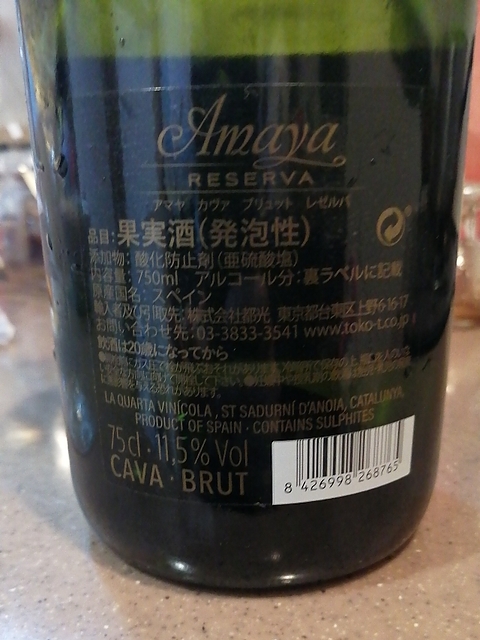 Amaya
RESERVA
アマヤ カヴァ ブリュット レゼルバ
品目: 果実酒(発泡性)
添加物: 酸化防止剤(亜硫酸塩)
内容量: 750ml アルコール分: 裏ラベルに記載
原産国名: スペイン
輸入者及び引取先: 株式会社都光 東京都台東区上野6-16-17
お問い合わせ先: 03-3833-3541 www.toko-t.co.jp
飲酒は20歳になってから
LA QUARTA VINÍCOLA, ST SADURNÍ D'ANOIA, CATALUNYA,
PRODUCT OF SPAIN · CONTAINS SULPHITES
75cl · 11,5% Vol
CAVA · BRUT
8 426998 268765